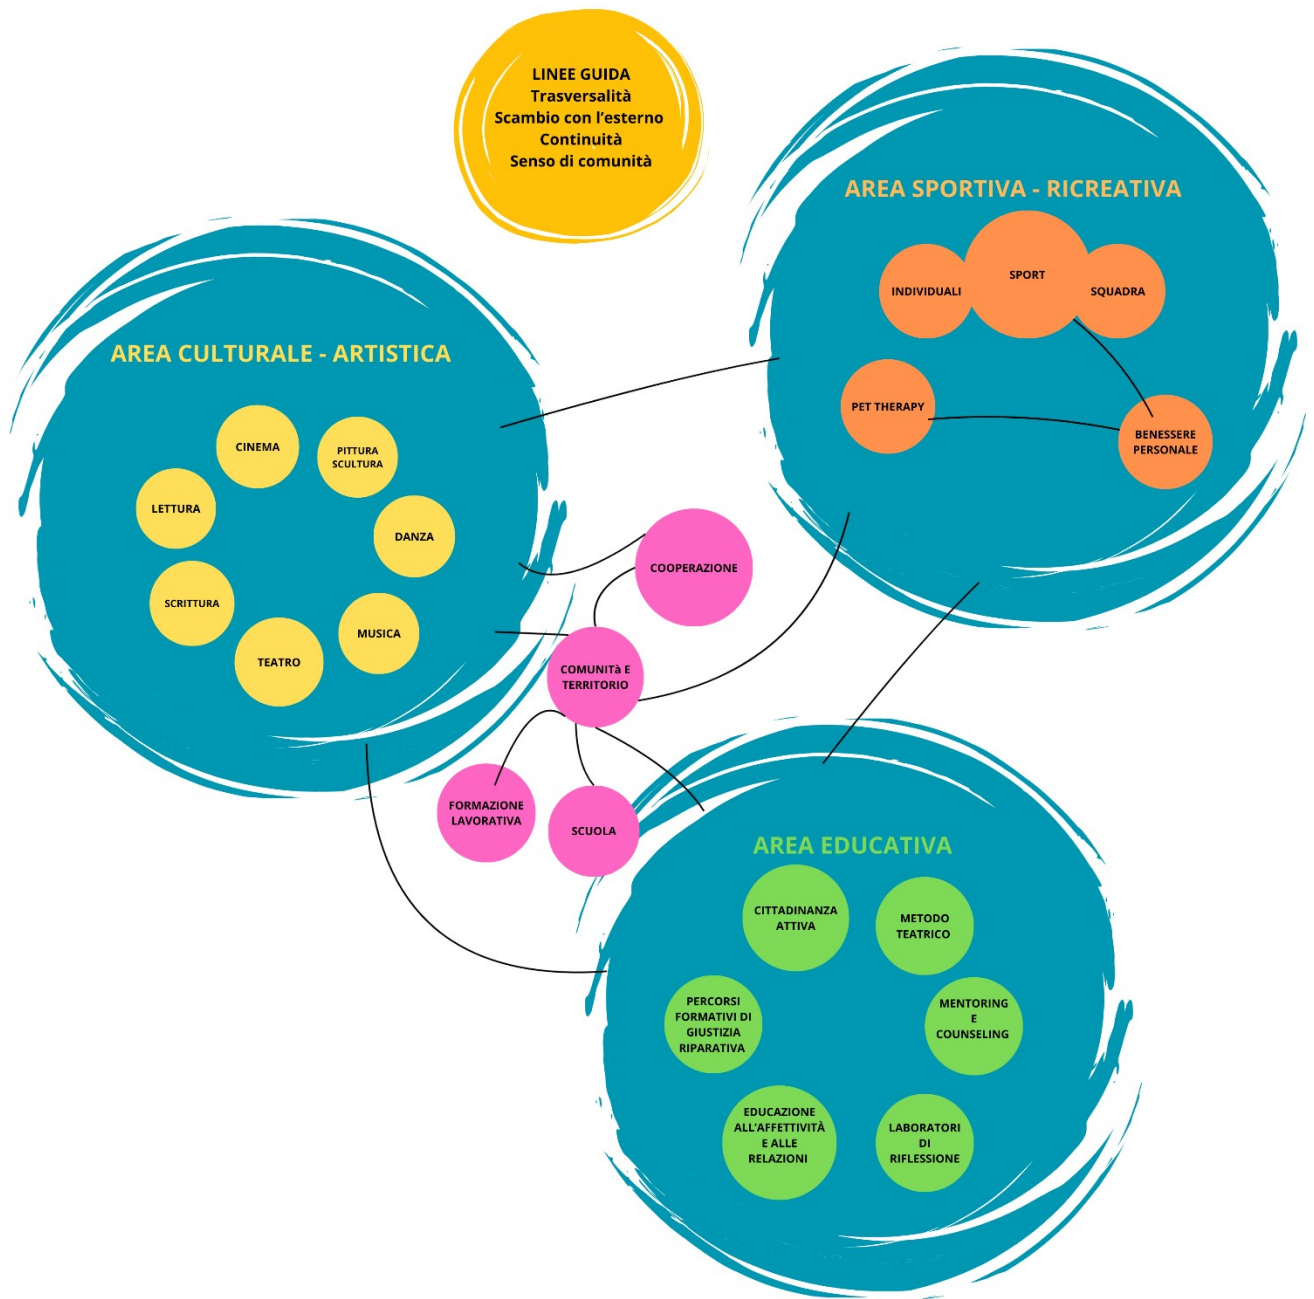 LINEE GUIDA
Trasversalità
Scambio con l'esterno
Continuità
Senso di comunità
AREA SPORTIVA - RICREATIVA
INDIVIDUALI
SPORT
SQUADRA
PET THERAPY
BENESSERE
PERSONALE
AREA CULTURALE - ARTISTICA
CINEMA
PITTURA
SCULTURA
LETTURA
DANZA
SCRITTURA
MUSICA
TEATRO
COOPERAZIONE
COMUNITà E
TERRITORIO
FORMAZIONE
LAVORATIVA
SCUOLA
AREA EDUCATIVA
CITTADINANZA
ATTIVA
METODO
TEATRICO
PERCORSI
FORMATIVI DI
GIUSTIZIA
RIPARATIVA
MENTORING
E
COUNSELING
EDUCAZIONE
ALL'AFFETTIVITÀ
E ALLE
RELAZIONI
LABORATORI
DI
RIFLESSIONE